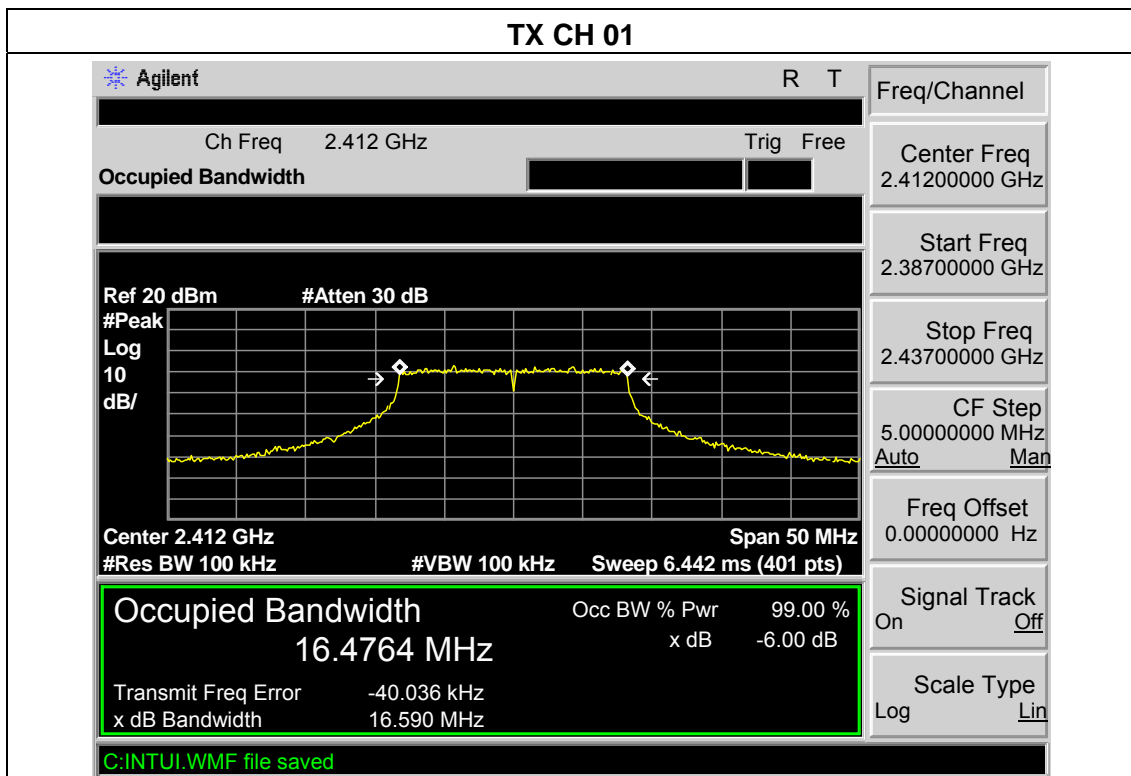 TX CH 01
Agilent R T
Freq/Channel
Ch Freq 2.412 GHz Trig Free
Occupied Bandwidth
Center Freq
2.41200000 GHz
Start Freq
2.38700000 GHz
Ref 20 dBm #Atten 30 dB
#Peak
Log
10
dB/
Stop Freq
2.43700000 GHz
CF Step
5.00000000 MHz
Auto Man
Freq Offset
0.00000000 Hz
Center 2.412 GHz Span 50 MHz
#Res BW 100 kHz #VBW 100 kHz Sweep 6.442 ms (401 pts)
Occupied Bandwidth Occ BW % Pwr 99.00 %
16.4764 MHz x dB -6.00 dB
Signal Track
On Off
Transmit Freq Error -40.036 kHz
x dB Bandwidth 16.590 MHz
Scale Type
Log Lin
C:INTUI.WMF file saved